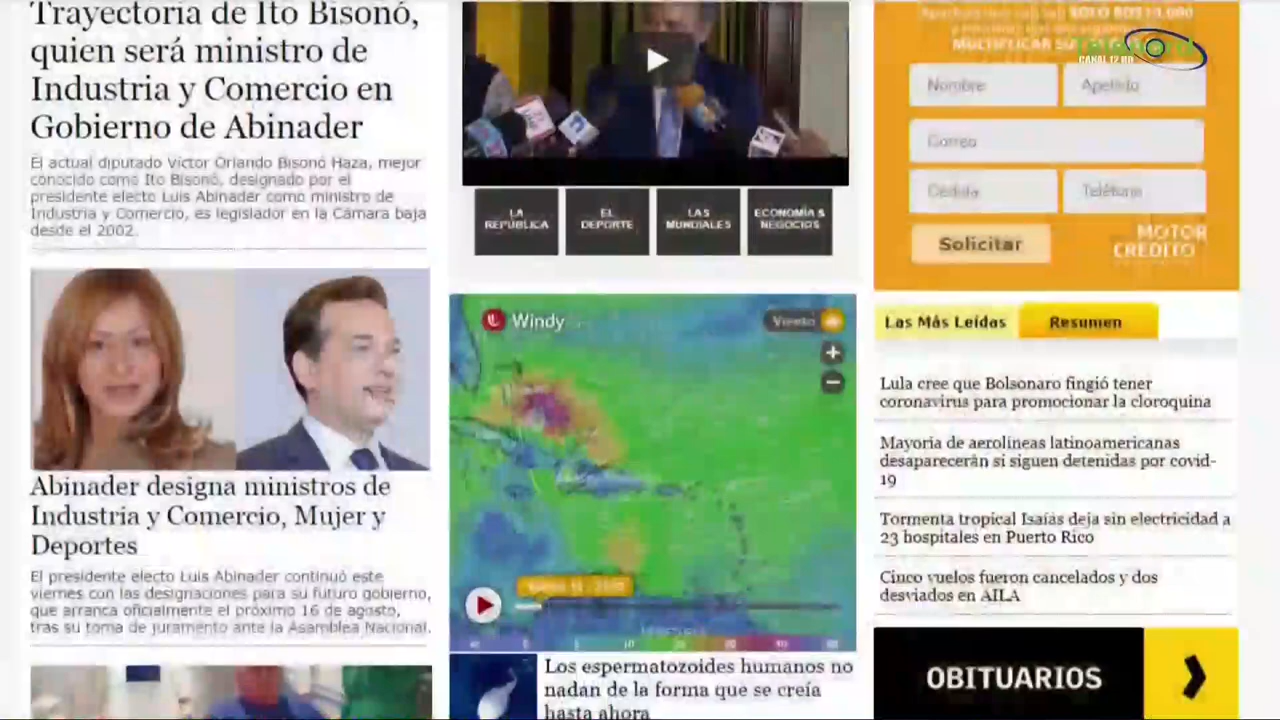 Trayectoria de Ito Bisonó,
quien será ministro de
Industria y Comercio en
Gobierno de Abinader
El actual diputado Víctor Orlando Bisonó Haza, mejor
conocido como Ito Bisonó, designado por el
presidente electo Luis Abinader como ministro de
Industria y Comercio, es legislador en la Cámara baja
desde el 2002.
Abinader designa ministros de
Industria y Comercio, Mujer y
Deportes
El presidente electo Luis Abinader continuó este
viernes con las designaciones para su futuro gobierno,
que arranca oficialmente el próximo 16 de agosto,
tras su toma de juramento ante la Asamblea Nacional.
LA
REPÚBLICA
EL
DEPORTE
LAS
MUNDIALES
ECONOMÍA &
NEGOCIOS
Windy
Viento
+
−
Los espermatozoides humanos no
nadan de la forma que se creía
hasta ahora
SOLO
MULTIPLICAR SU
CANAL 12 HD
Nombre
Apellido
Correo
Cédula
Teléfono
Solicitar
MOTOR
CRÉDITO
Las Más Leídas
Resumen
Lula cree que Bolsonaro fingió tener
coronavirus para promocionar la cloroquina
Mayoría de aerolíneas latinoamericanas
desaparecerán si siguen detenidas por covid-
19
Tormenta tropical Isaías deja sin electricidad a
23 hospitales en Puerto Rico
Cinco vuelos fueron cancelados y dos
desviados en AILA
OBITUARIOS